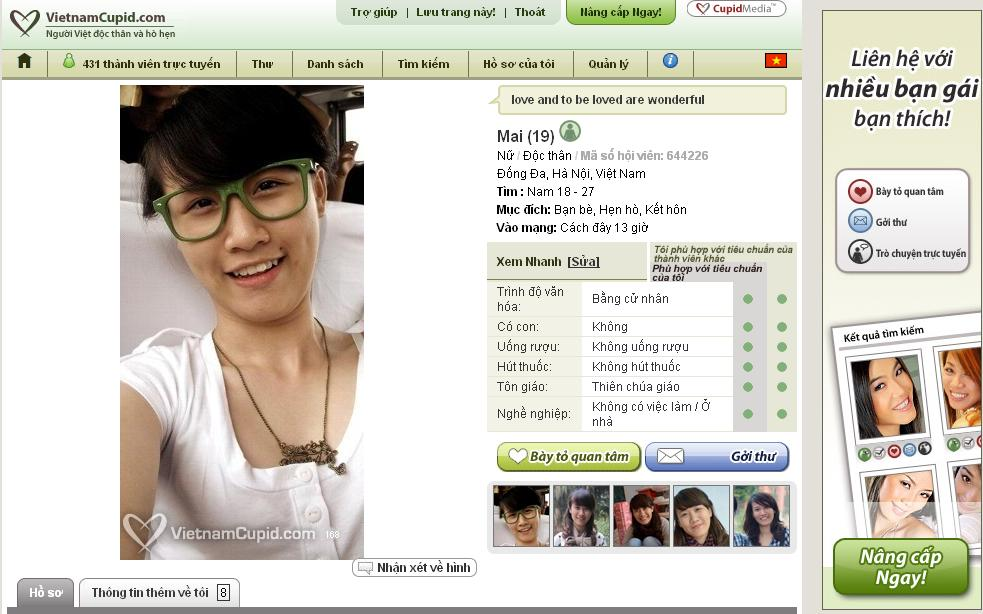 VietnamCupid.com
Người Việt độc thân và hò hẹn
Trợ giúp | Lưu trang này! | Thoát
Nâng cấp Ngay!
CupidMedia™
431 thành viên trực tuyến
Thư
Danh sách
Tìm kiếm
Hồ sơ của tôi
Quản lý
love and to be loved are wonderful
Mai (19)
Nữ / Độc thân / Mã số hội viên: 644226
Đống Đa, Hà Nội, Việt Nam
Tìm : Nam 18 - 27
Mục đích: Bạn bè, Hẹn hò, Kết hôn
Vào mạng: Cách đây 13 giờ
Xem Nhanh [Sửa]
Tôi phù hợp với tiêu chuẩn của
thành viên khác
Phù hợp với tiêu chuẩn
của tôi
Trình độ văn
hóa:
Bằng cử nhân
Có con:
Không
Uống rượu:
Không uống rượu
Hút thuốc:
Không hút thuốc
Tôn giáo:
Thiên chúa giáo
Nghề nghiệp:
Không có việc làm / Ở
nhà
Bày tỏ quan tâm
Gởi thư
VietnamCupid.com 168
Nhận xét về hình
Hồ sơ
Thông tin thêm về tôi 8
Liên hệ với
nhiều bạn gái
bạn thích!
Bày tỏ quan tâm
Gởi thư
Trò chuyện trực tuyến
Kết quả tìm kiếm
Nâng cấp
Ngay!